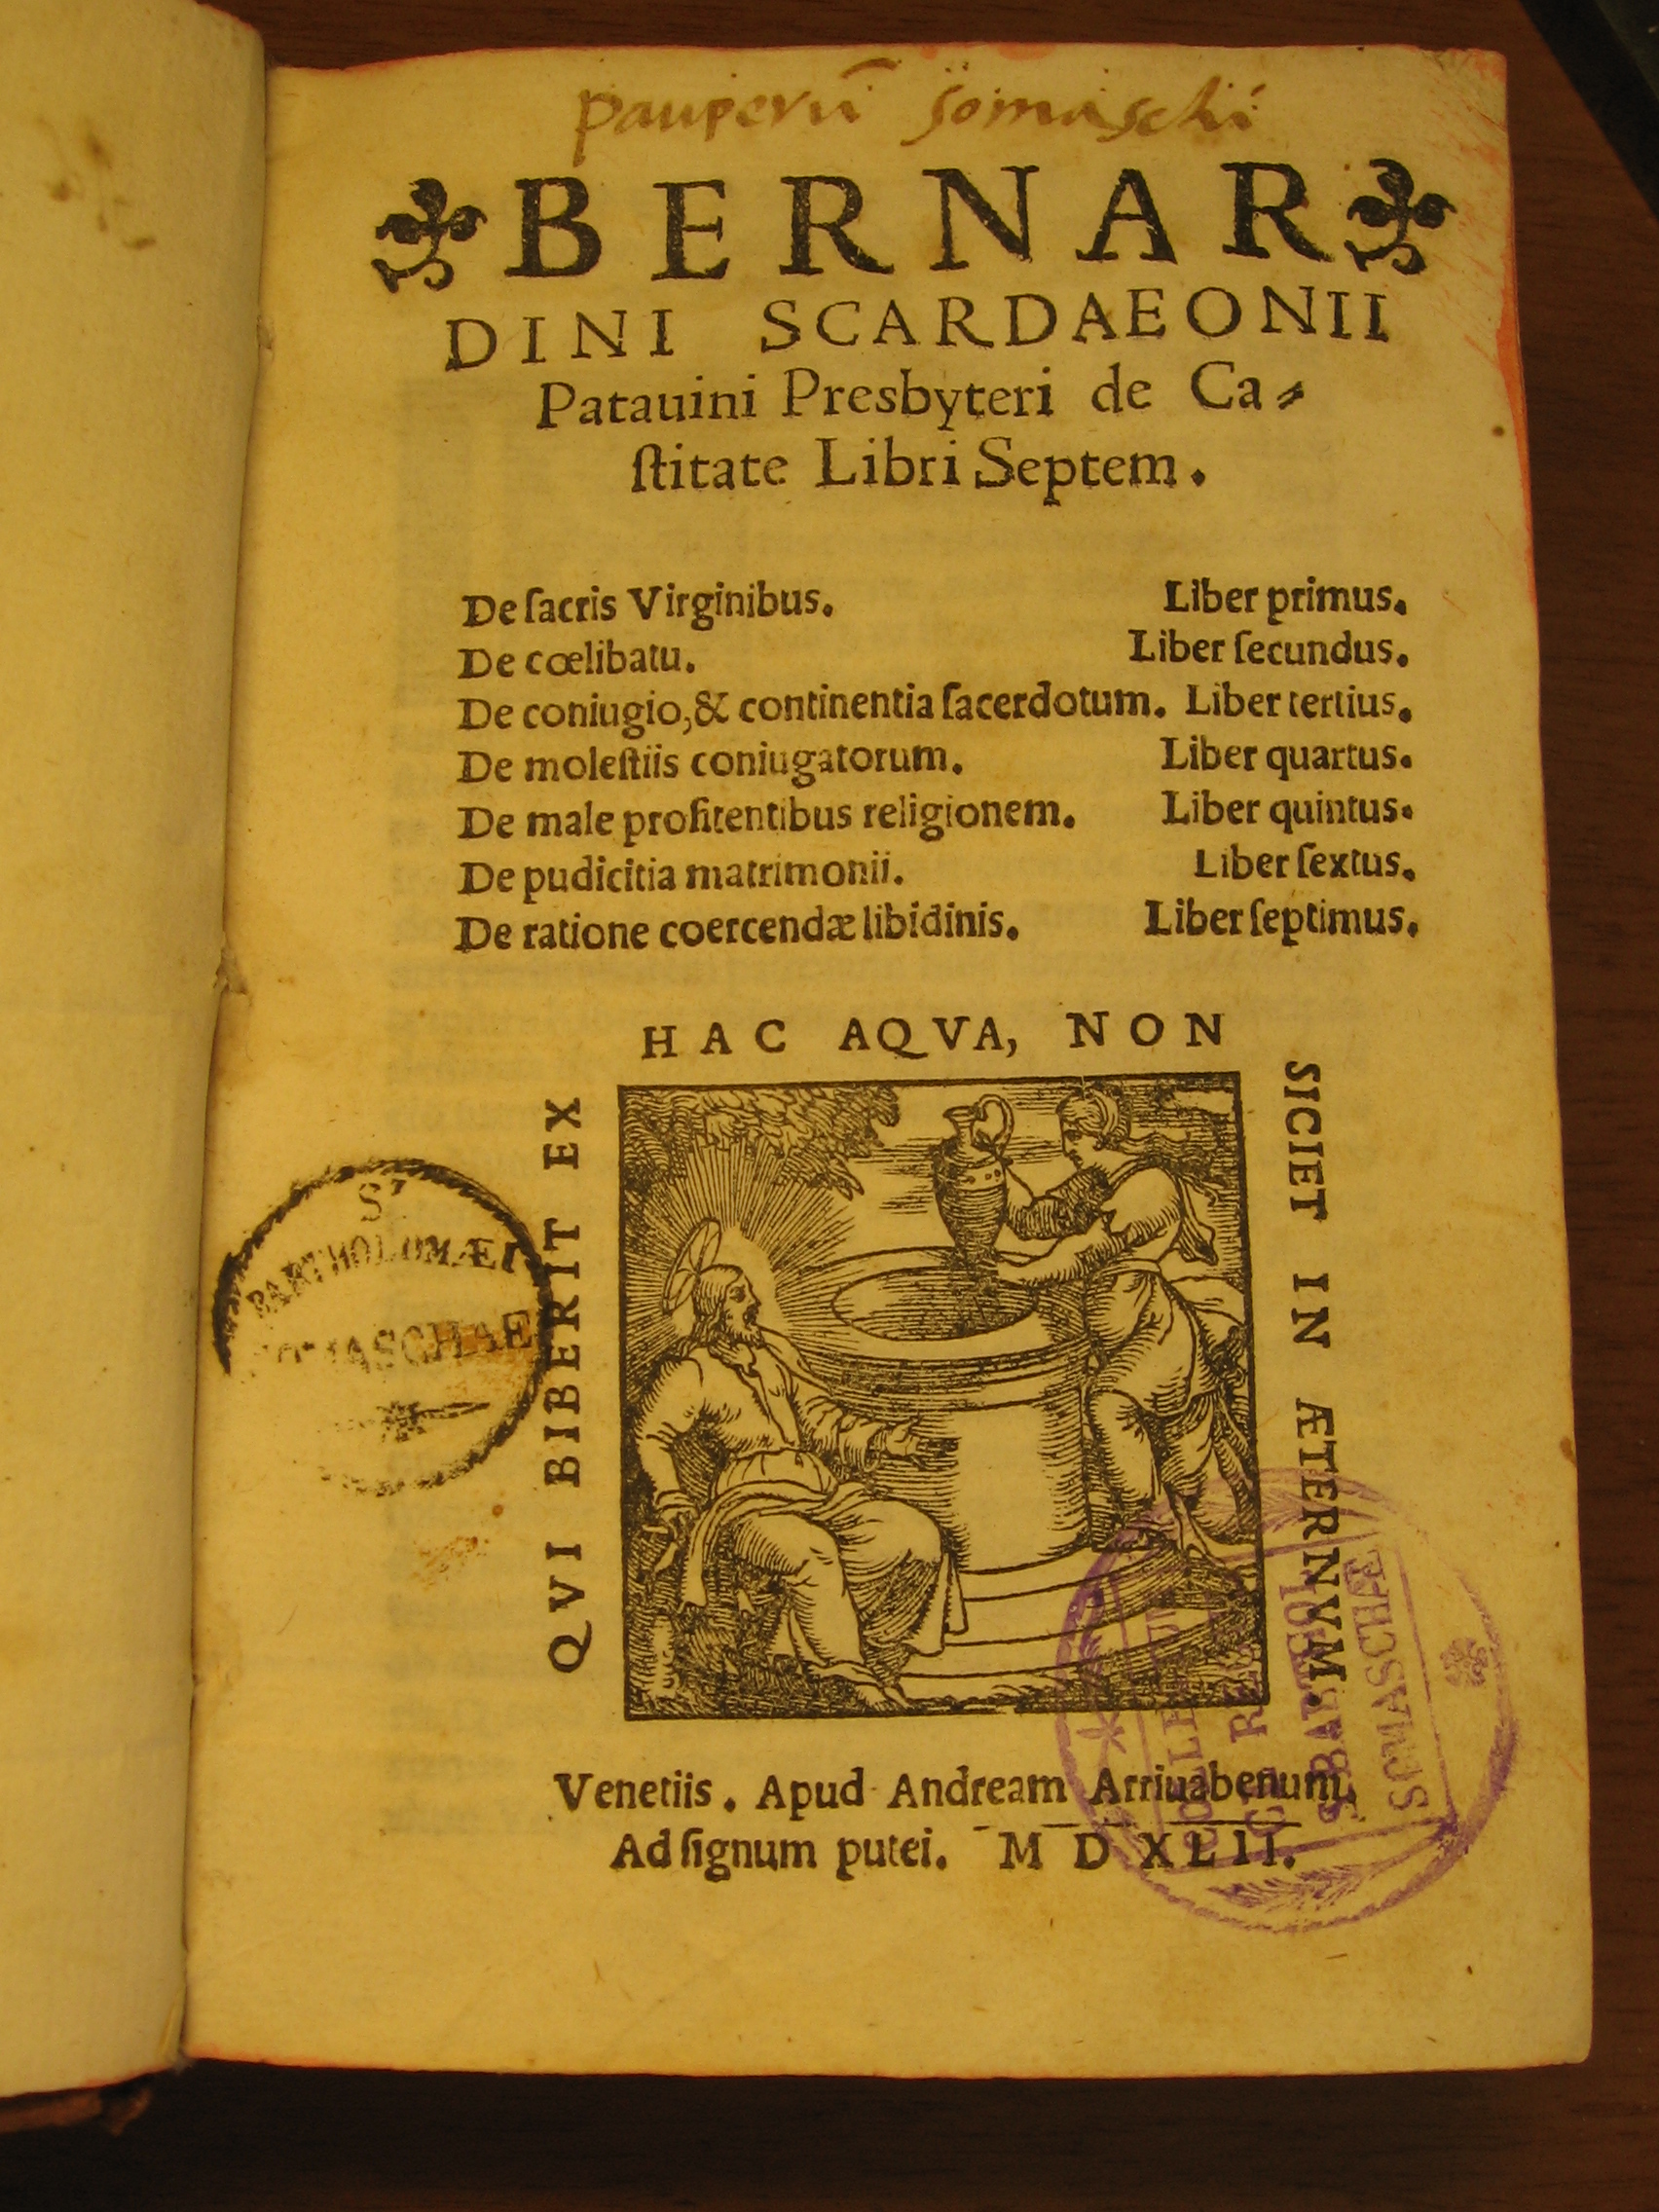 pauperū somaschi
BERNAR
DINI SCARDAEONII
Patauini Presbyteri de Ca⸗
ſtitate Libri Septem.
De ſacris Virginibus. Liber primus.
De cœlibatu. Liber ſecundus.
De coniugio,& continentia ſacerdotum. Liber tertius.
De moleſtiis coniugatorum. Liber quartus.
De male profitentibus religionem. Liber quintus.
De pudicitia matrimonii. Liber ſextus.
De ratione coercendæ libidinis. Liber ſeptimus.
QVI BIBERIT EX
HAC AQVA, NON
SICIET IN ÆTERNVM.
Sᵗ
BARTHOLOMÆI
SOMASCHAE
Venetiis. Apud Andream Arriuabenum,
Ad ſignum putei. M D XLII.
SOMASCHÆ